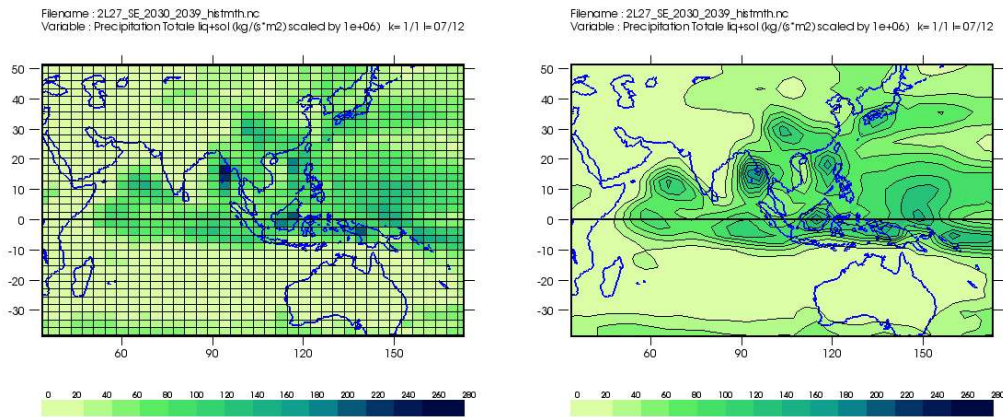 Filename : 2L27_SE_2030_2039_histmth.nc
Variable : Precipitation Totale liq+sol (kg/(s*m2) scaled by 1e+06) k= 1/1 l= 07/12
50
40
30
20
10
0
-10
-20
-30
60 90 120 150
0 20 40 60 80 100 120 140 160 180 200 220 240 260 280
Filename : 2L27_SE_2030_2039_histmth.nc
Variable : Precipitation Totale liq+sol (kg/(s*m2) scaled by 1e+06) k= 1/1 l= 07/12
50
40
30
20
10
0
-10
-20
-30
60 90 120 150
0 20 40 60 80 100 120 140 160 180 200 220 240 260 280